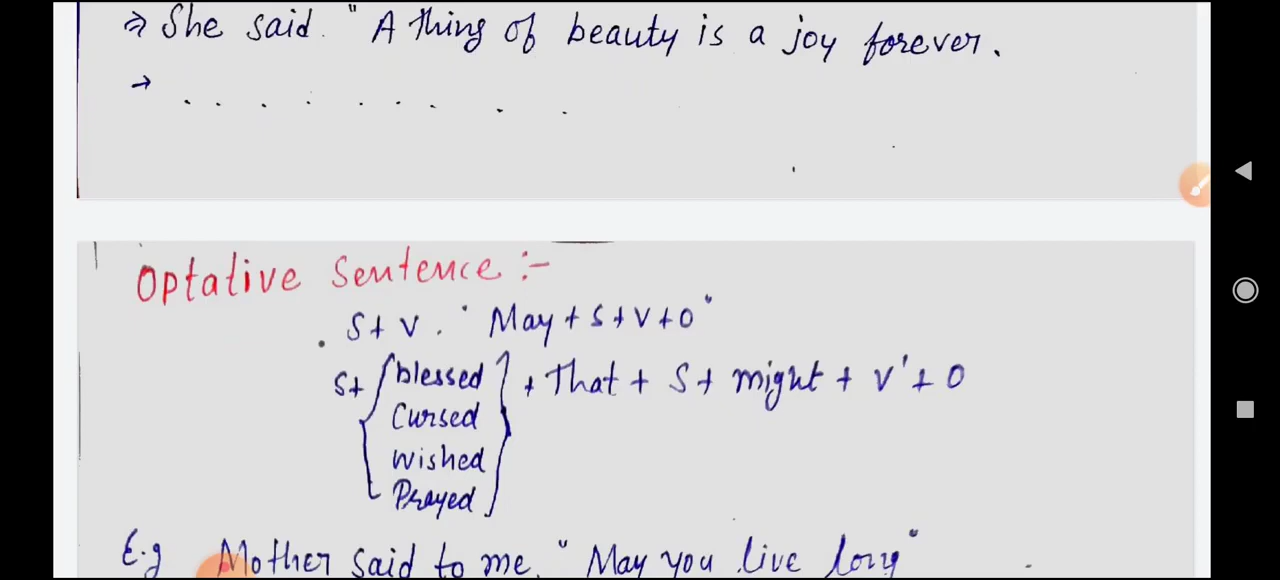 ⇒ She said. " A thing of beauty is a joy forever.
→ . . . . . . . . .
Optative Sentence :-
S + V . " May + S + V + O "
S + { blessed } + That + S + might + V' + O
Cursed
wished
Prayed
E.g Mother said to me. " May you live long"